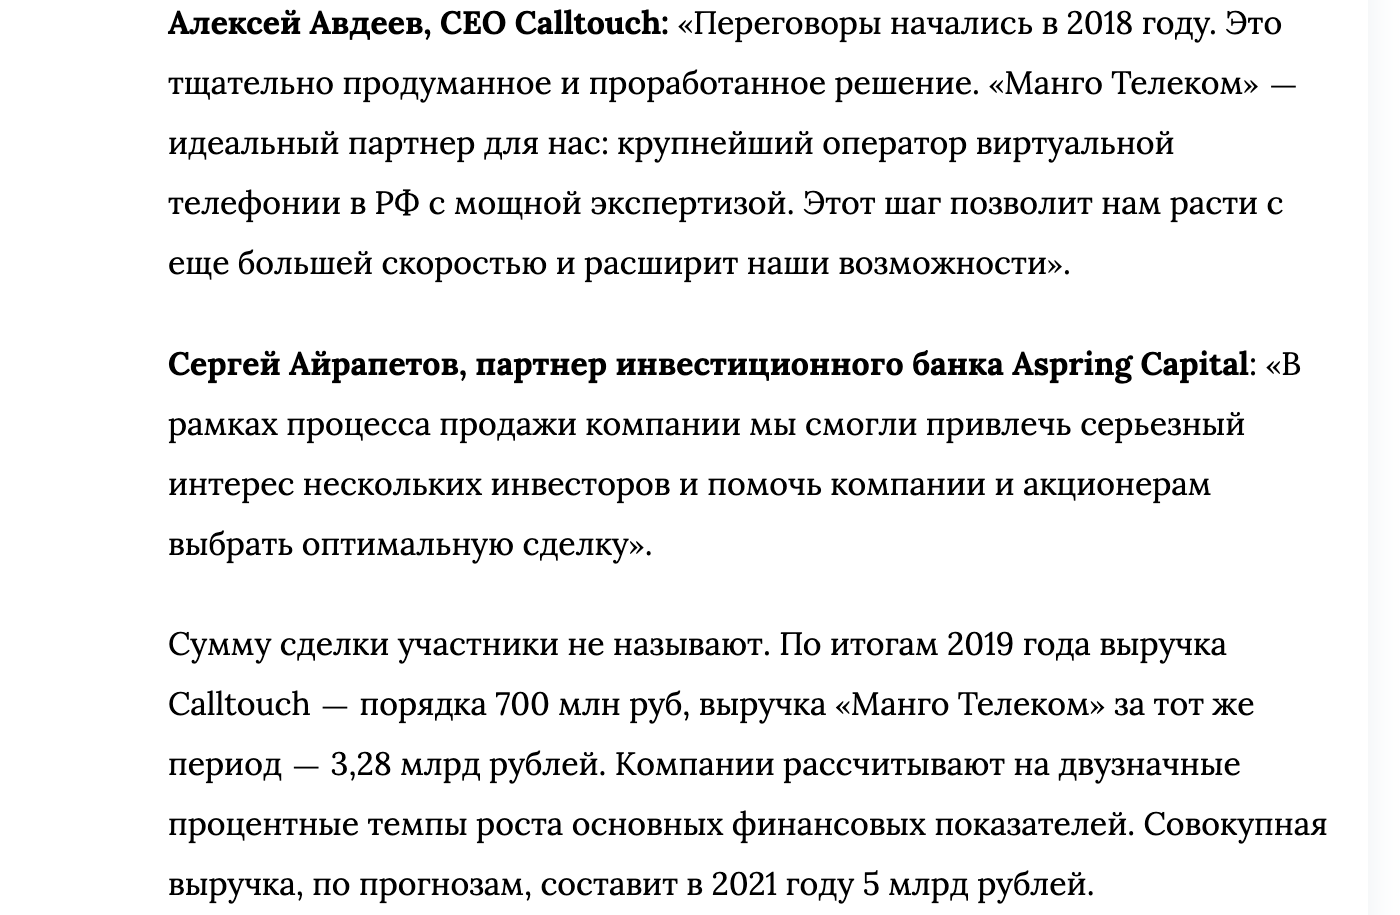 Алексей Авдеев, CEO Calltouch: «Переговоры начались в 2018 году. Это
тщательно продуманное и проработанное решение. «Манго Телеком» —
идеальный партнер для нас: крупнейший оператор виртуальной
телефонии в РФ с мощной экспертизой. Этот шаг позволит нам расти с
еще большей скоростью и расширит наши возможности».
Сергей Айрапетов, партнер инвестиционного банка Aspring Capital: «В
рамках процесса продажи компании мы смогли привлечь серьезный
интерес нескольких инвесторов и помочь компании и акционерам
выбрать оптимальную сделку».
Сумму сделки участники не называют. По итогам 2019 года выручка
Calltouch — порядка 700 млн руб, выручка «Манго Телеком» за тот же
период — 3,28 млрд рублей. Компании рассчитывают на двузначные
процентные темпы роста основных финансовых показателей. Совокупная
выручка, по прогнозам, составит в 2021 году 5 млрд рублей.